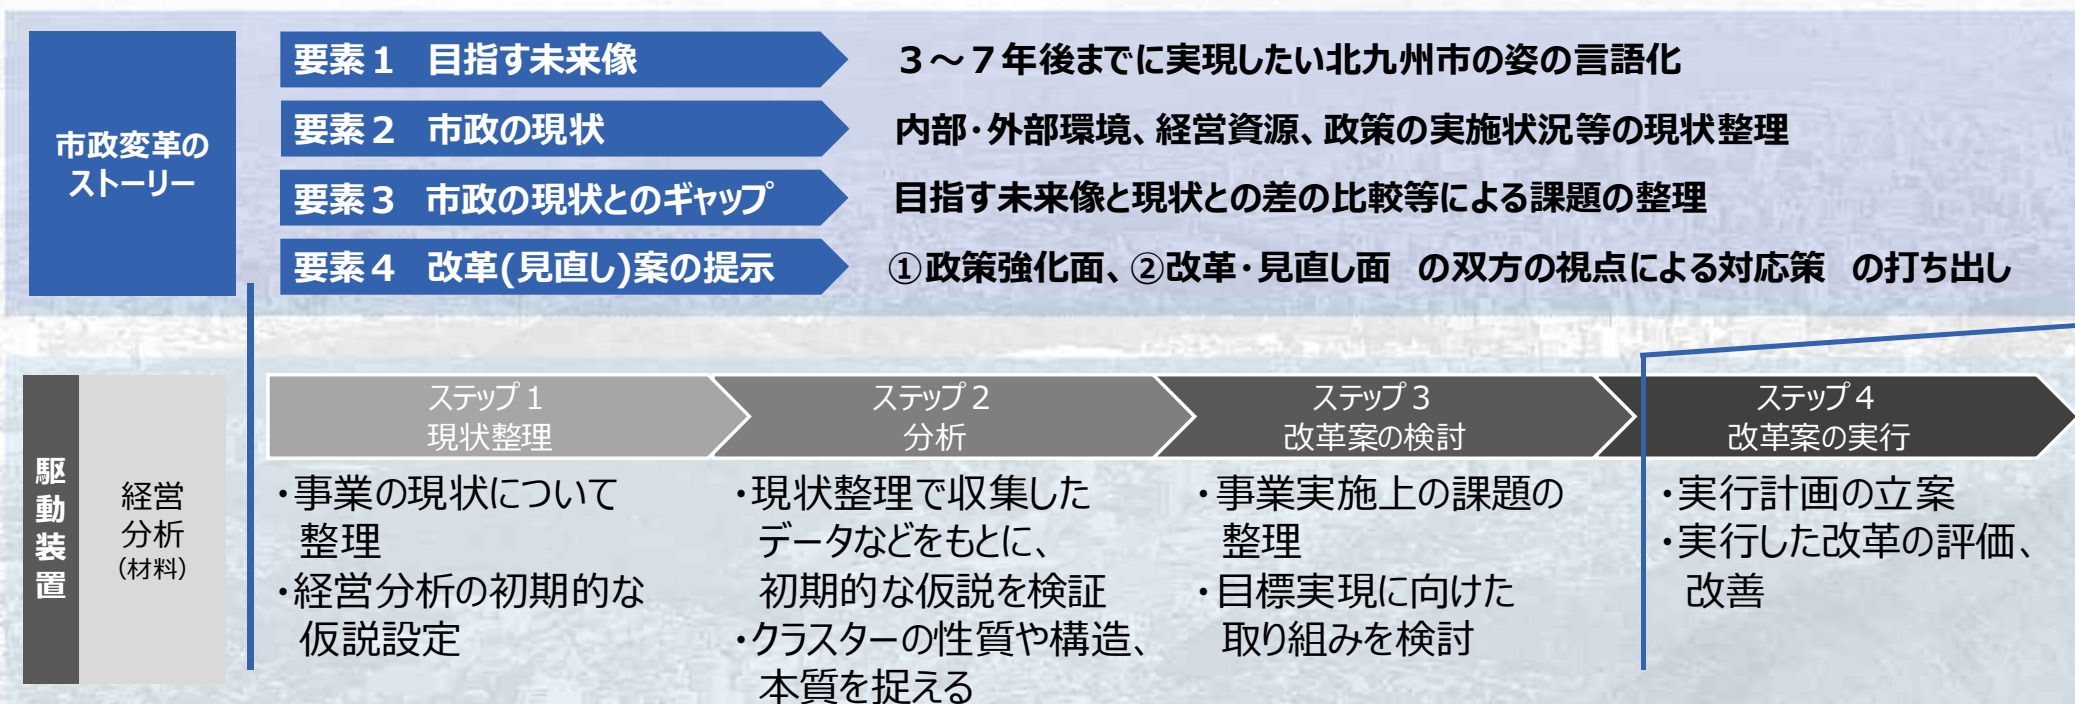 市政変革の
ストーリー
要素１　目指す未来像
３～７年後までに実現したい北九州市の姿の言語化
要素２　市政の現状
内部・外部環境、経営資源、政策の実施状況等の現状整理
要素３　市政の現状とのギャップ
目指す未来像と現状との差の比較等による課題の整理
要素４　改革(見直し)案の提示
①政策強化面、②改革・見直し面　の双方の視点による対応策　の打ち出し
駆動装置
経営
分析
（材料）
ステップ１
現状整理
・事業の現状について
整理
・経営分析の初期的な
仮説設定
ステップ２
分析
・現状整理で収集した
データなどをもとに、
初期的な仮説を検証
・クラスターの性質や構造、
本質を捉える
ステップ３
改革案の検討
・事業実施上の課題の
整理
・目標実現に向けた
取り組みを検討
ステップ４
改革案の実行
・実行計画の立案
・実行した改革の評価、
改善